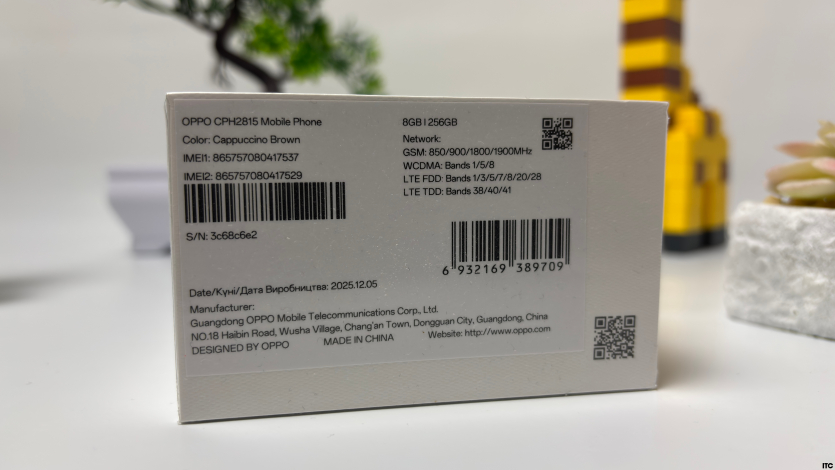 OPPO CPH2815 Mobile Phone
Color: Cappuccino Brown
IMEI1: 865757080417537
IMEI2: 865757080417529
S/N: 3c68c6e2
8GB | 256GB
Network:
GSM: 850/900/1800/1900MHz
WCDMA: Bands 1/5/8
LTE FDD: Bands 1/3/5/7/8/20/28
LTE TDD: Bands 38/40/41
6 932169 389709
Date/Күні/Дата Виробництва: 2025.12.05
Manufacturer:
Guangdong OPPO Mobile Telecommunications Corp., Ltd.
NO.18 Haibin Road, Wusha Village, Chang'an Town, Dongguan City, Guangdong, China
DESIGNED BY OPPO MADE IN CHINA Website: http://www.oppo.com
ITC